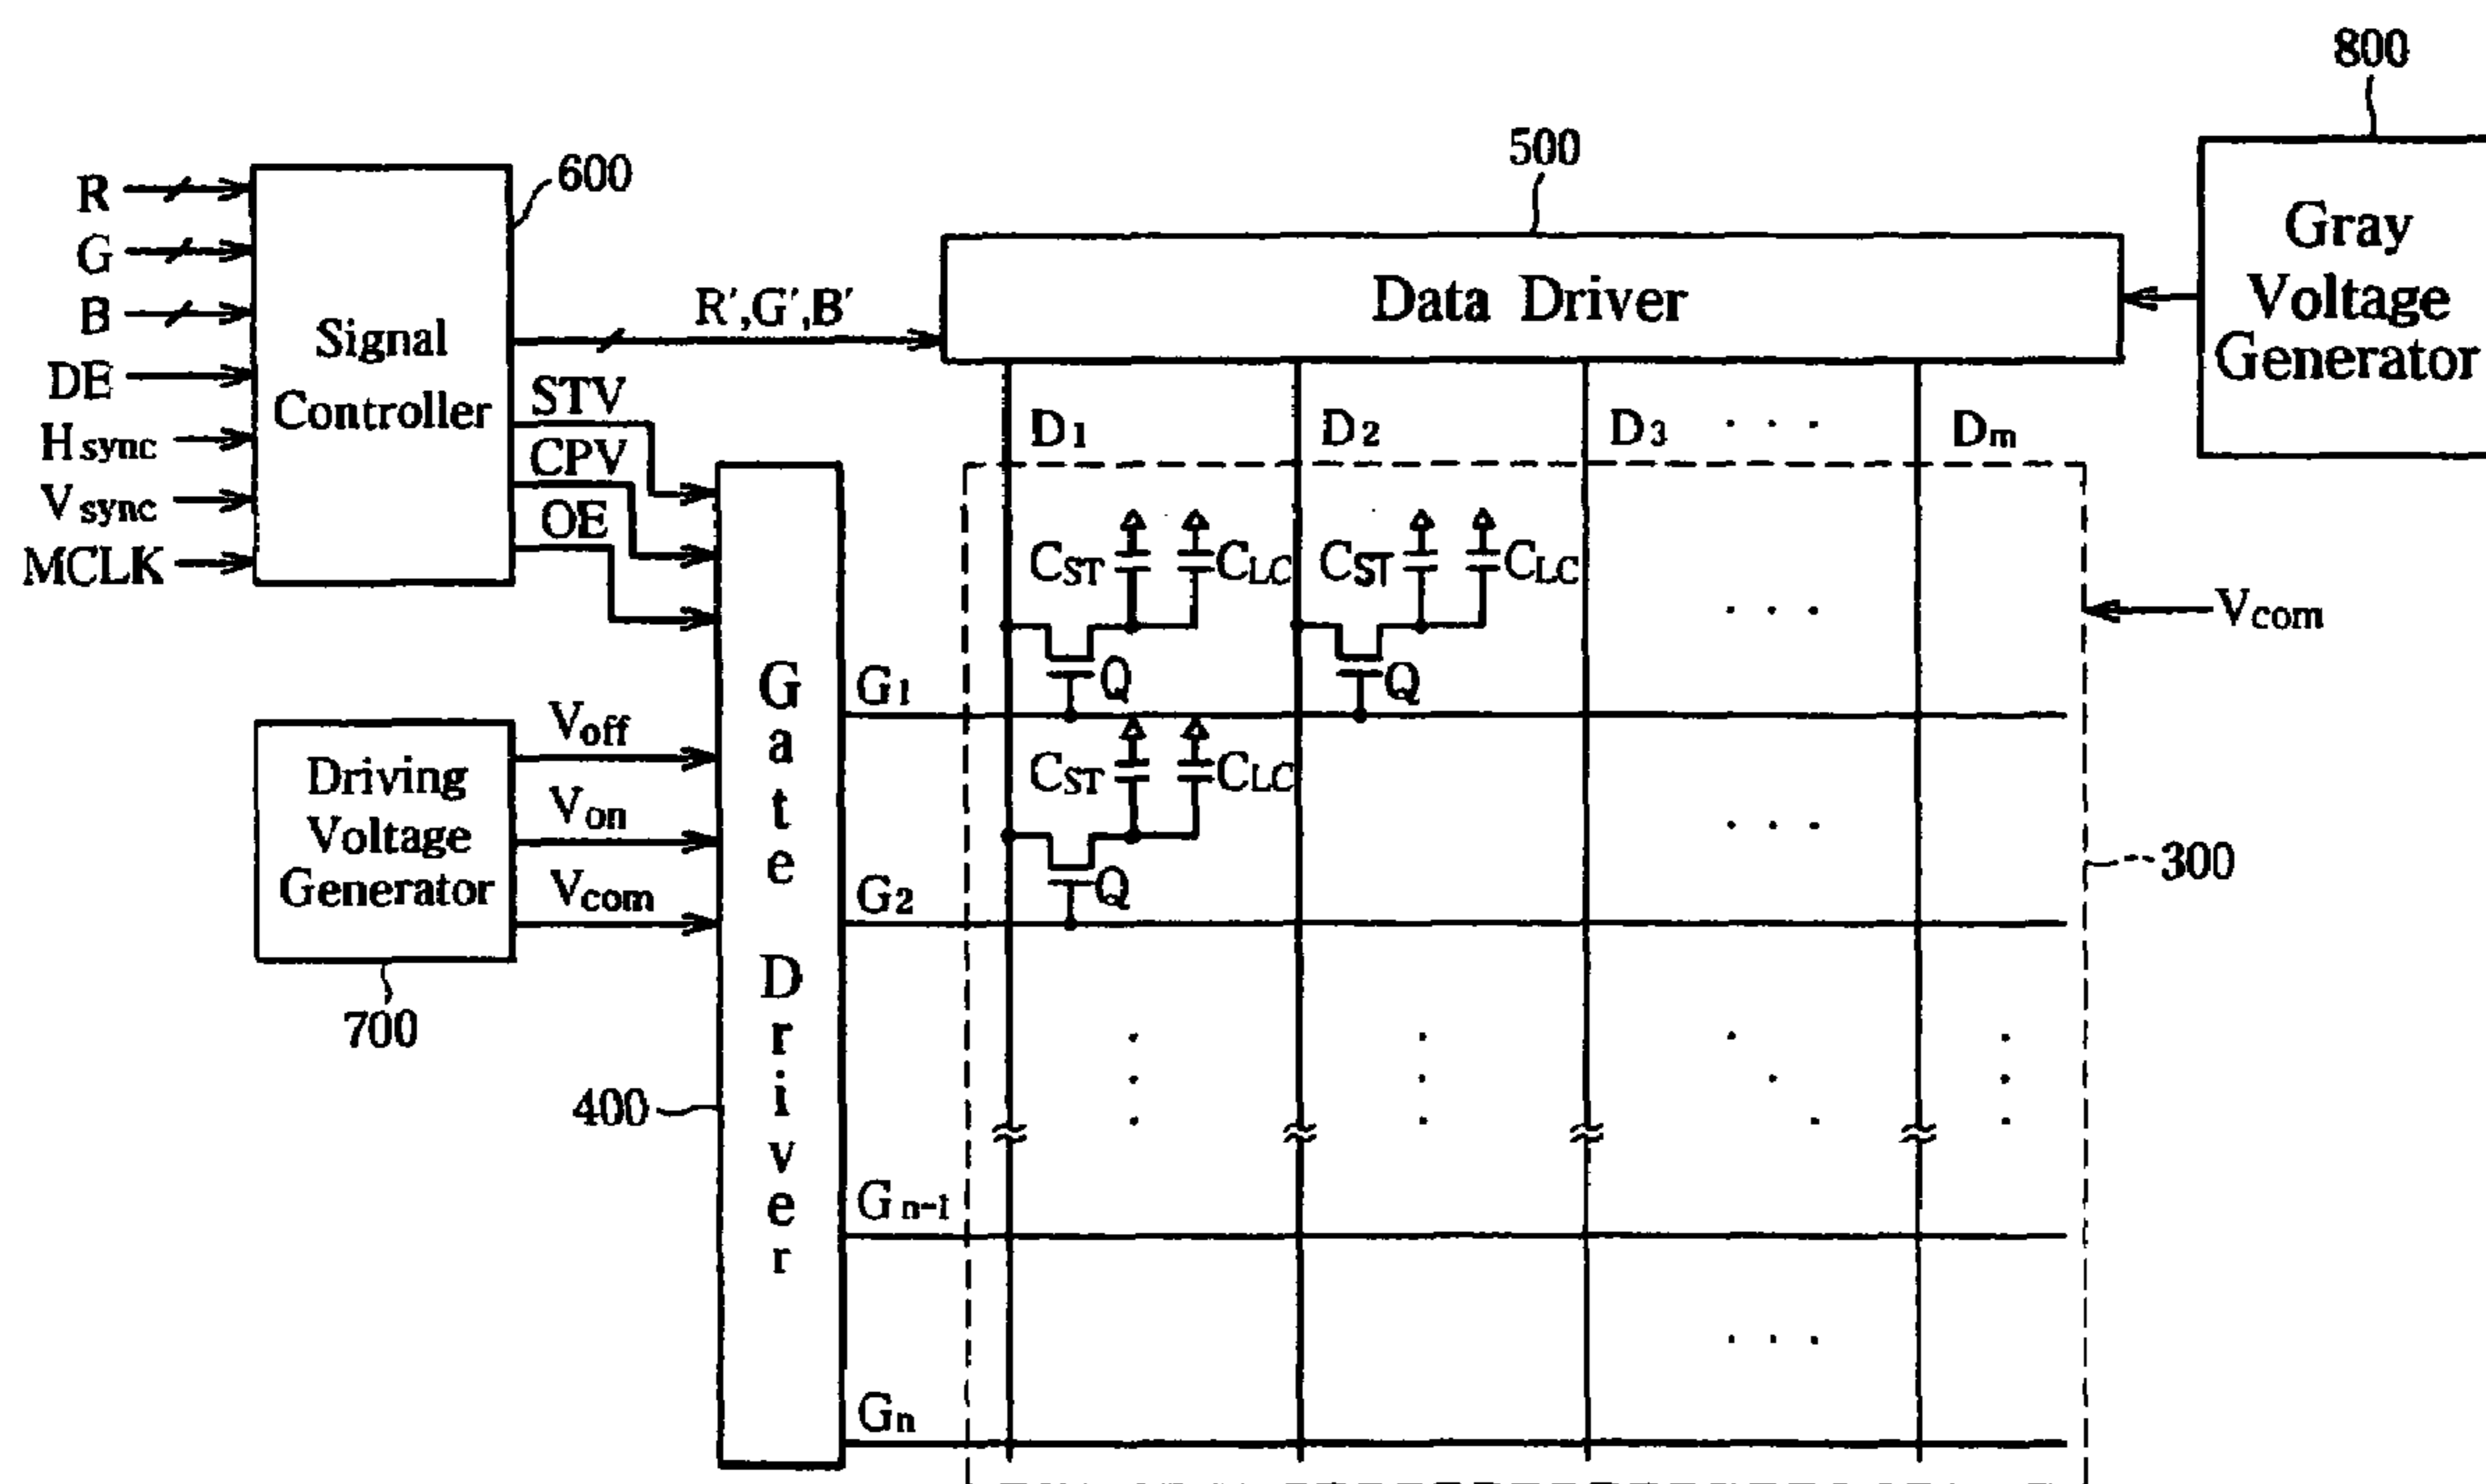 800
500
600
R
G
B
DE
Hsync
Vsync
MCLK
Signal
Controller
R′,G′,B′
STV
CPV
OE
Data Driver
Gray
Voltage
Generator
D1
D2
D3
. . .
Dm
CST
CLC
CST
CLC
. . .
Vcom
Q
Q
G1
CST
CLC
. . .
Q
G2
300
Driving
Voltage
Generator
Voff
Von
Vcom
700
Gate Driver
400
Gn-1
. . .
Gn